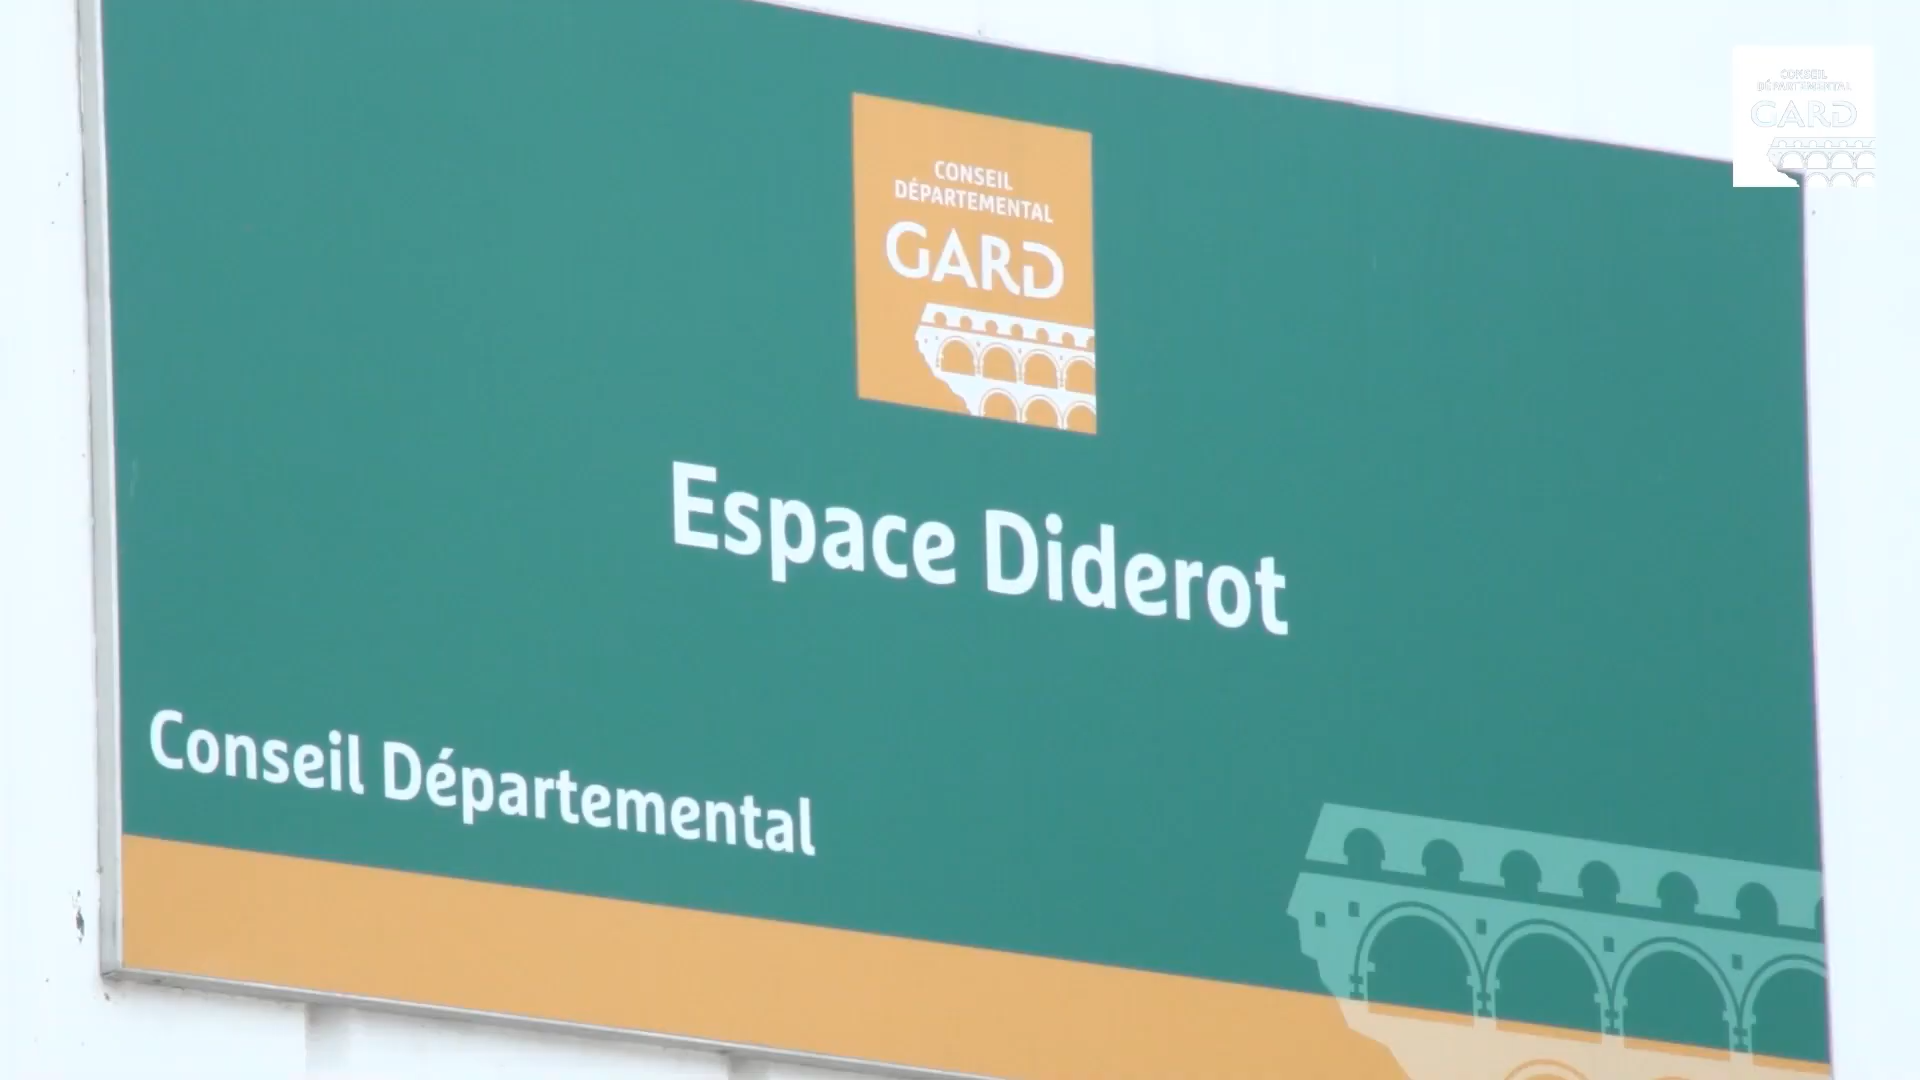 CONSEIL
DÉPARTEMENTAL
GARD
CONSEIL
DÉPARTEMENTAL
GARD
Espace Diderot
Conseil Départemental